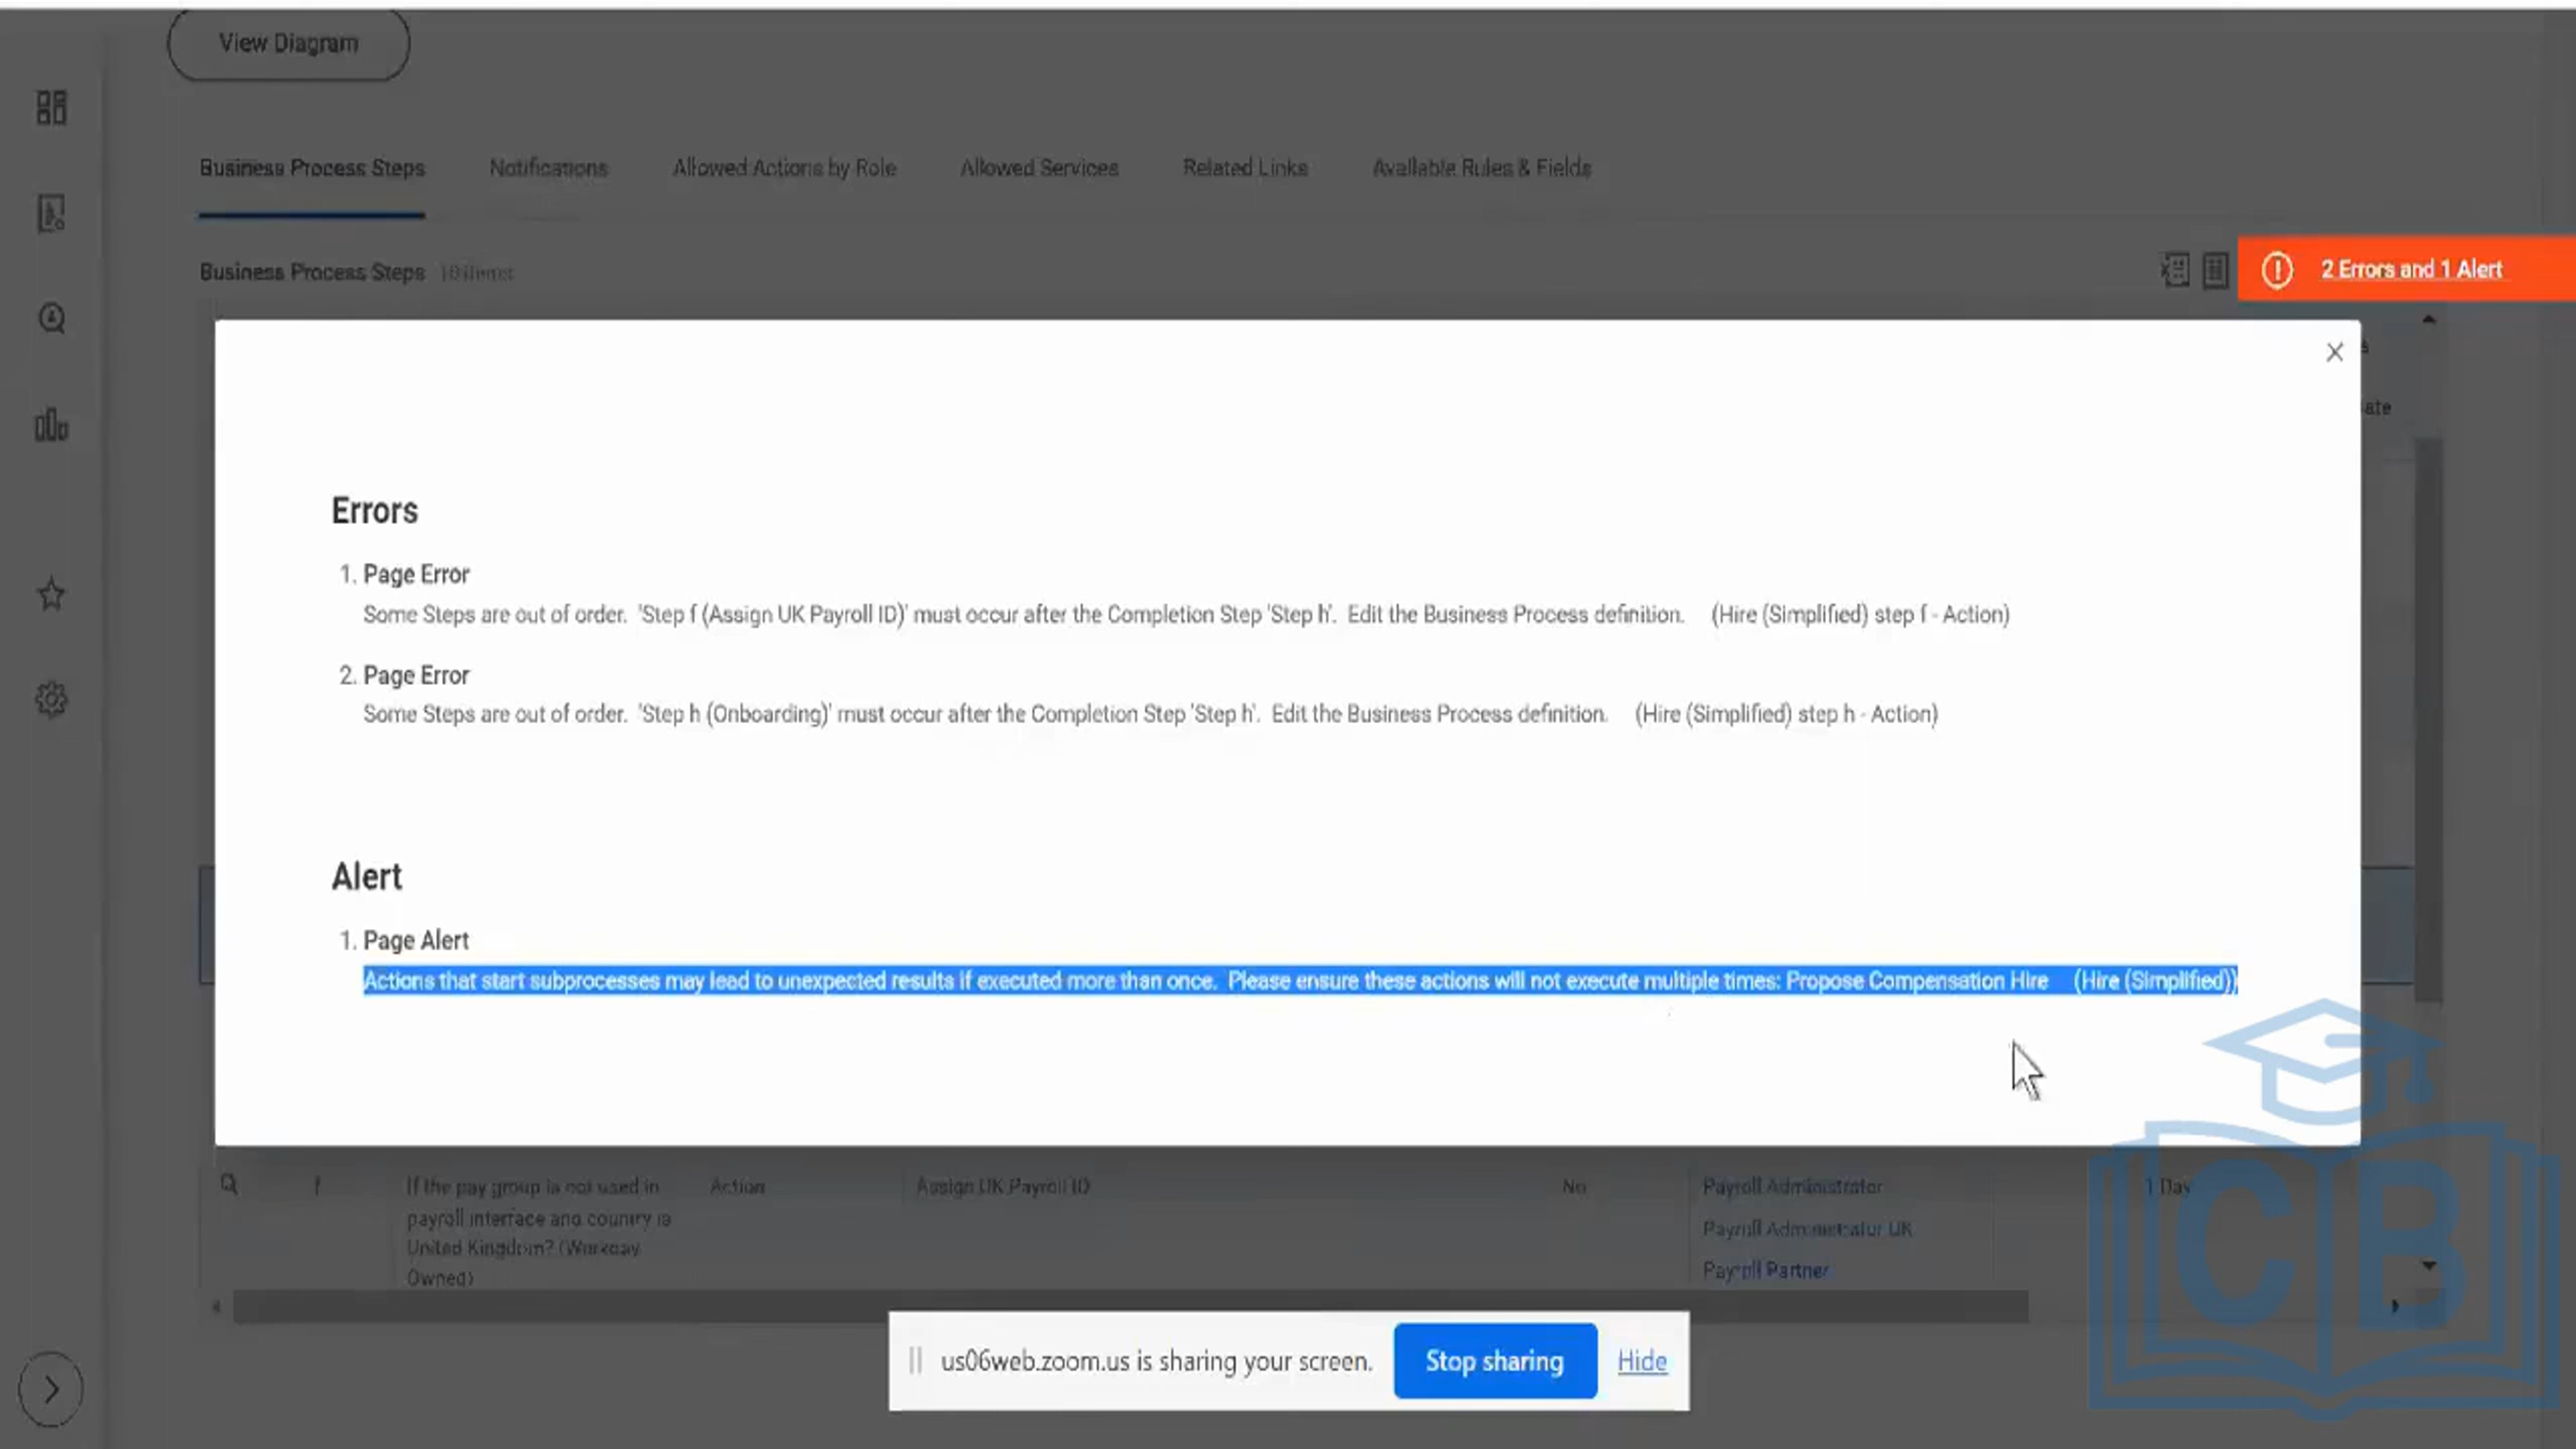 View Diagram
Business Process Steps Notifications Allowed Actions by Role Allowed Services Related Links Available Rules & Fields
Business Process Steps 10 items
2 Errors and 1 Alert
Errors
1. Page Error
Some Steps are out of order. 'Step f (Assign UK Payroll ID)' must occur after the Completion Step 'Step h'. Edit the Business Process definition. (Hire (Simplified) step f - Action)
2. Page Error
Some Steps are out of order. 'Step h (Onboarding)' must occur after the Completion Step 'Step h'. Edit the Business Process definition. (Hire (Simplified) step h - Action)
Alert
1. Page Alert
Actions that start subprocesses may lead to unexpected results if executed more than once. Please ensure these actions will not execute multiple times: Propose Compensation Hire (Hire (Simplified))
If the pay group is not used in Action Assign UK Payroll ID No Payroll Administrator 1 Day
payroll interface and country is
Payroll Administrator UK
United Kingdom? (Workday
Owned)
Payroll Partner
us06web.zoom.us is sharing your screen. Stop sharing Hide
CB